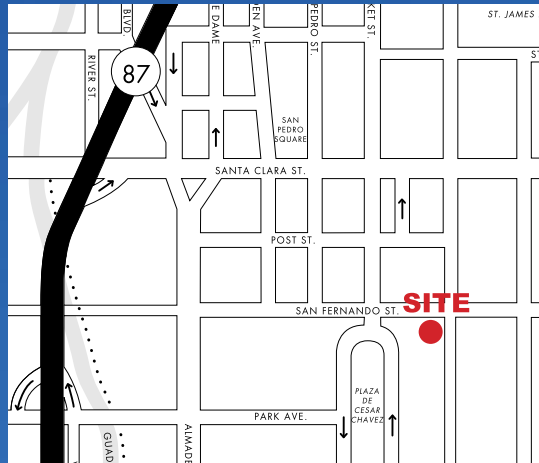 BLVD.
E DAME
EN AVE.
PEDRO ST.
KET ST.
ST. JAMES
S
RIVER ST.
87
SAN
PEDRO
SQUARE
SANTA CLARA ST.
POST ST.
SAN FERNANDO ST.
SITE
PLAZA
DE
CESAR
CHAVEZ
PARK AVE.
GUAD
ALMADE